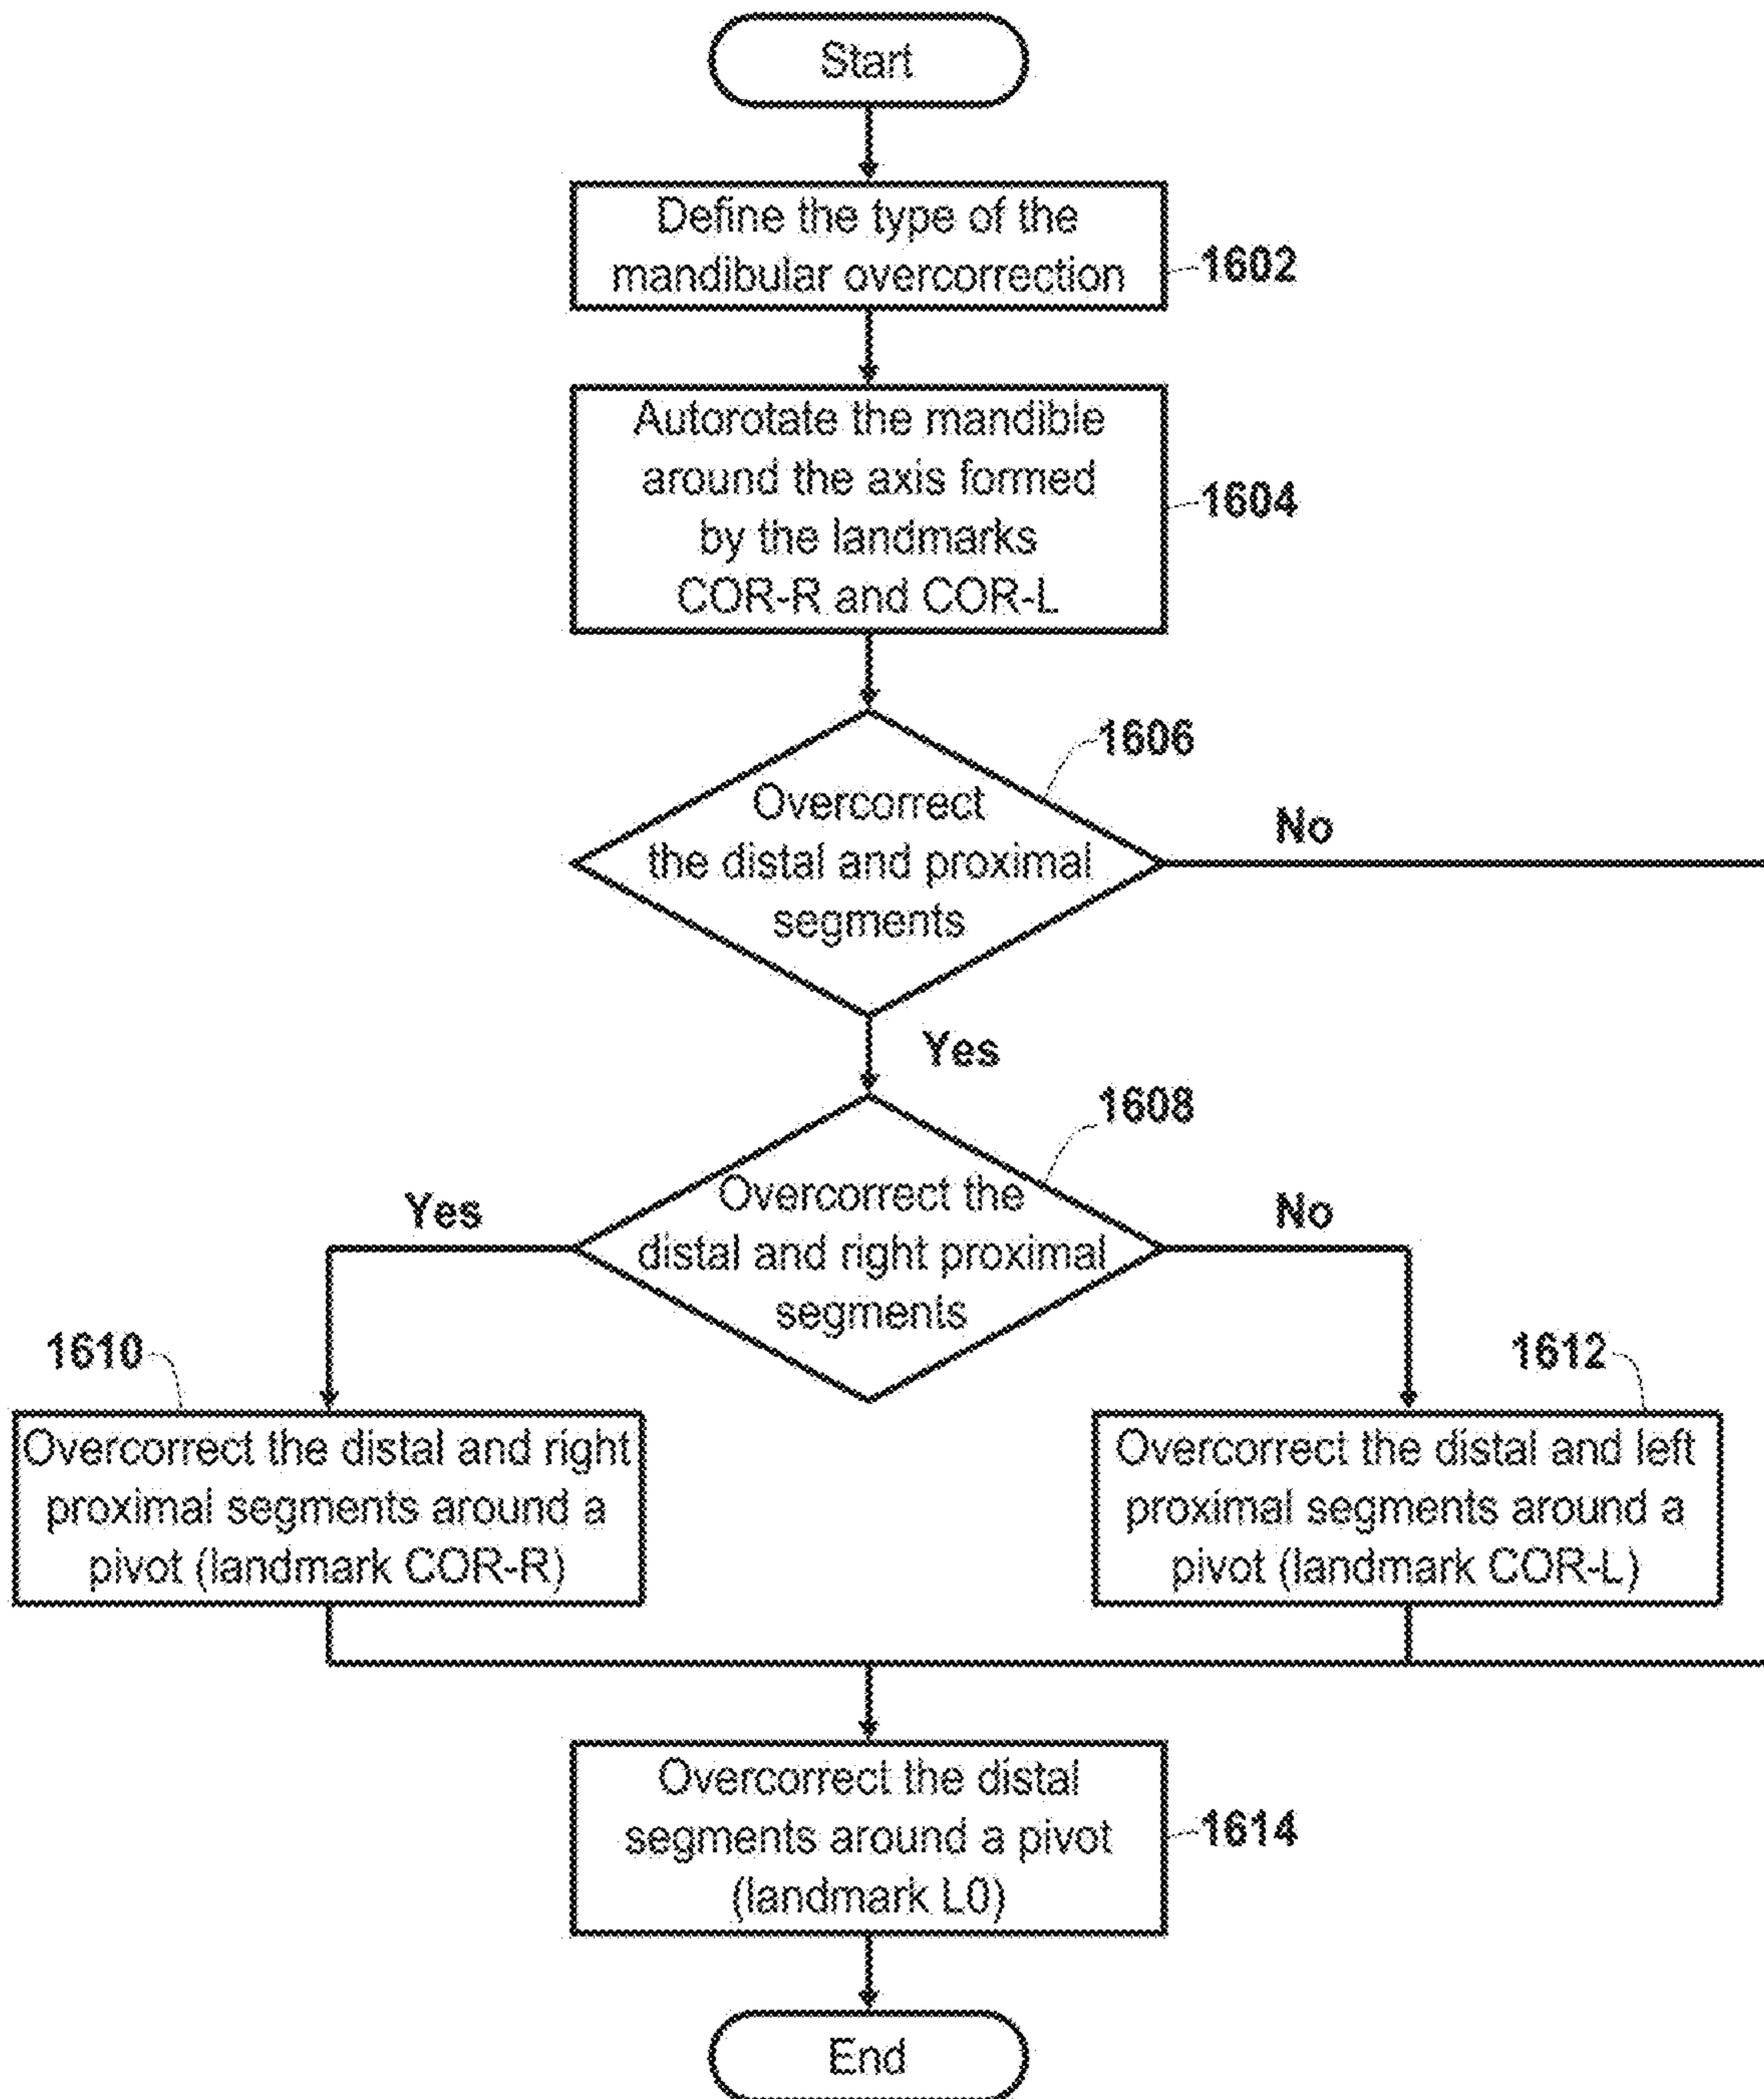 Start
Define the type of the
mandibular overcorrection
1602
Autorotate the mandible
around the axis formed
by the landmarks
COR-R and COR-L
1604
1606
Overcorrect
the distal and proximal
segments
No
Yes
1608
Overcorrect the
distal and right proximal
segments
Yes
No
1610
1612
Overcorrect the distal and right
proximal segments around a
pivot (landmark COR-R)
Overcorrect the distal and left
proximal segments around a
pivot (landmark COR-L)
Overcorrect the distal
segments around a pivot
(landmark L0)
1614
End